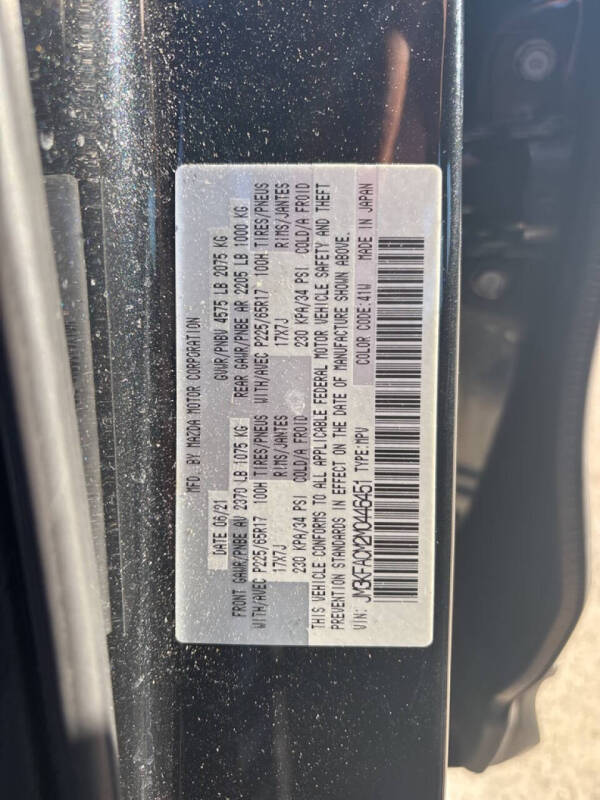 MFD. BY MAZDA MOTOR CORPORATION
DATE 06/21 GVWR/PNBV 4575 LB 2075 KG
FRONT GAWR/PNBE AV 2370 LB 1075 KG REAR GAWR/PNBE AR 2205 LB 1000 KG
WITH/AVEC P225/65R17 100H TIRES/PNEUS WITH/AVEC P225/65R17 100H TIRES/PNEUS
17X7J RIMS/JANTES 17X7J RIMS/JANTES
230 KPA/34 PSI COLD/A FROID 230 KPA/34 PSI COLD/A FROID
THIS VEHICLE CONFORMS TO ALL APPLICABLE FEDERAL MOTOR VEHICLE SAFETY AND THEFT
PREVENTION STANDARDS IN EFFECT ON THE DATE OF MANUFACTURE SHOWN ABOVE.
VIN: JM3KFACM2M0446451 TYPE:MPV COLOR CODE:41W MADE IN JAPAN